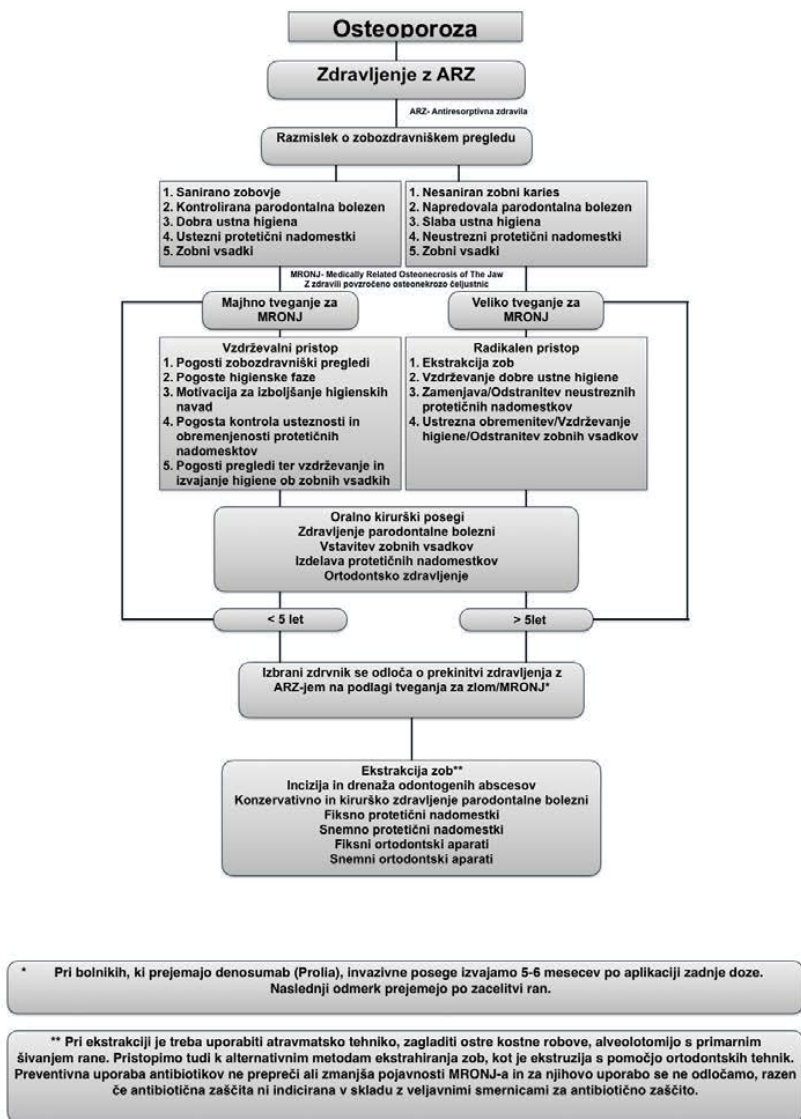 Osteoporoza
Zdravljenje z ARZ
ARZ- Antiresorptivna zdravila
Razmislek o zobozdravniškem pregledu
1. Sanirano zobovje
2. Kontrolirana parodontalna bolezen
3. Dobra ustna higiena
4. Ustezni protetični nadomestki
5. Zobni vsadki
1. Nesaniran zobni karies
2. Napredovala parodontalna bolezen
3. Slaba ustna higiena
4. Neustrezni protetični nadomestki
5. Zobni vsadki
MRONJ- Medically Related Osteonecrosis of The Jaw
Z zdravili povzročeno osteonekrozo čeljustnic
Majhno tveganje za
MRONJ
Veliko tveganje za
MRONJ
Vzdrževalni pristop
1. Pogosti zobozdravniški pregledi
2. Pogoste higienske faze
3. Motivacija za izboljšanje higienskih
navad
4. Pogosta kontrola usteznosti in
obremenjenosti protetičnih
nadomesktov
5. Pogosti pregledi ter vzdrževanje in
izvajanje higiene ob zobnih vsadkih
Radikalen pristop
1. Ekstrakcija zob
2. Vzdrževanje dobre ustne higiene
3. Zamenjava/Odstranitev neustreznih
protetičnih nadomestkov
4. Ustrezna obremenitev/Vzdrževanje
higiene/Odstranitev zobnih vsadkov
Oralno kirurški posegi
Zdravljenje parodontalne bolezni
Vstavitev zobnih vsadkov
Izdelava protetičnih nadomestkov
Ortodontsko zdravljenje
< 5 let
> 5let
Izbrani zdrvnik se odloča o prekinitvi zdravljenja z
ARZ-jem na podlagi tveganja za zlom/MRONJ*
Ekstrakcija zob**
Incizija in drenaža odontogenih abscesov
Konzervativno in kirurško zdravljenje parodontalne bolezni
Fiksno protetični nadomestki
Snemno protetični nadomestki
Fiksni ortodontski aparati
Snemni ortodontski aparati
* Pri bolnikih, ki prejemajo denosumab (Prolia), invazivne posege izvajamo 5-6 mesecev po aplikaciji zadnje doze.
Naslednji odmerk prejemejo po zacelitvi ran.
** Pri ekstrakciji je treba uporabiti atravmatsko tehniko, zagladiti ostre kostne robove, alveolotomijo s primarnim
šivanjem rane. Pristopimo tudi k alternativnim metodam ekstrahiranja zob, kot je ekstruzija s pomočjo ortodontskih tehnik.
Preventivna uporaba antibiotikov ne prepreči ali zmanjša pojavnosti MRONJ-a in za njihovo uporabo se ne odločamo, razen
če antibiotična zaščita ni indicirana v skladu z veljavnimi smernicami za antibiotično zaščito.